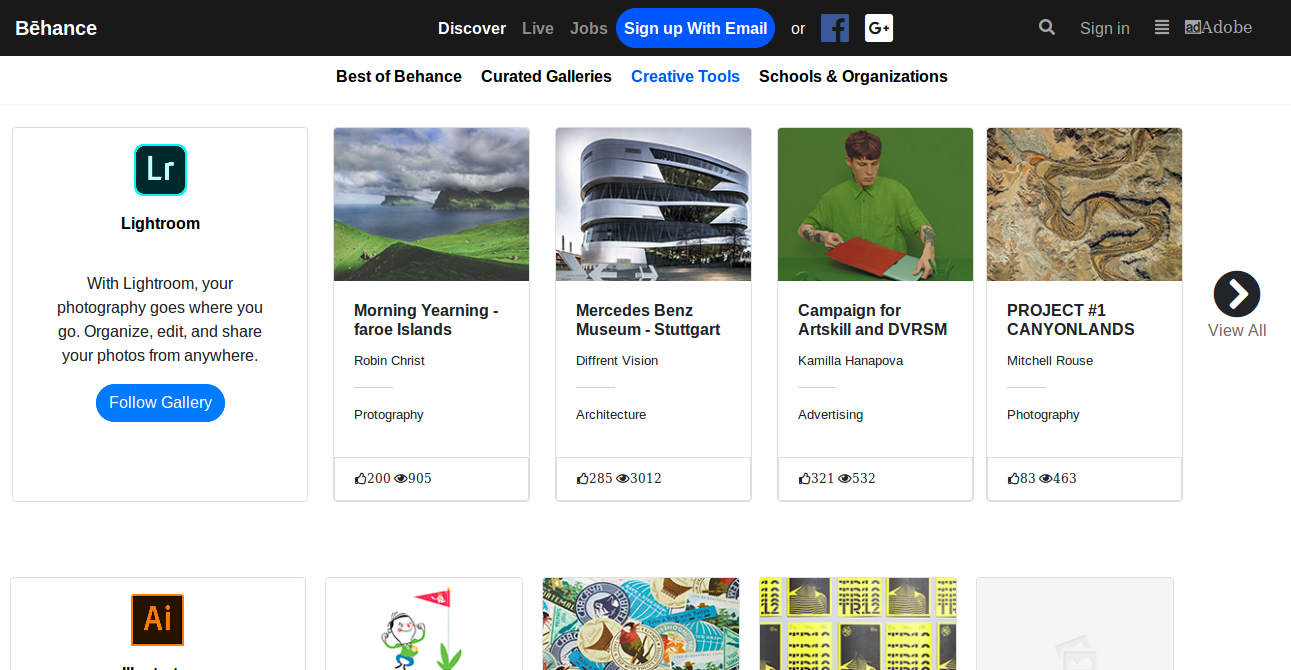 Bēhance Discover Live Jobs Sign up With Email or G+ Sign in adAdobe
Best of Behance Curated Galleries Creative Tools Schools & Organizations
Lr
Lightroom
With Lightroom, your
photography goes where you
go. Organize, edit, and share
your photos from anywhere.
Follow Gallery
Morning Yearning -
faroe Islands
Robin Christ
Protography
200 905
Mercedes Benz
Museum - Stuttgart
Diffrent Vision
Architecture
285 3012
Campaign for
Artskill and DVRSM
Kamilla Hanapova
Advertising
321 532
PROJECT #1
CANYONLANDS
Mitchell Rouse
Photography
83 463
View All
Ai
TR12